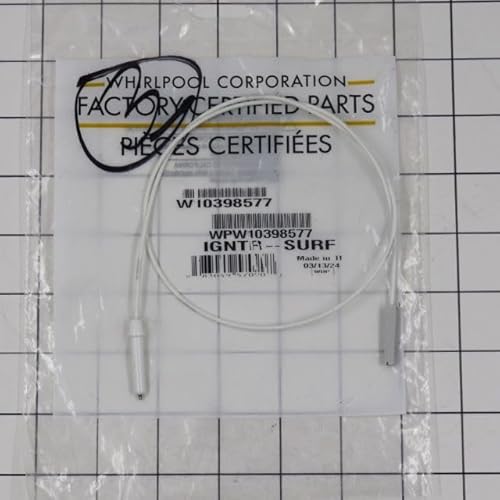 WHIRLPOOL CORPORATION
FACTORY CERTIFIED PARTS
PIÈCES CERTIFIÉES
W10398577
WPW10398577
IGNTR-SURF
Made in
03/13/24